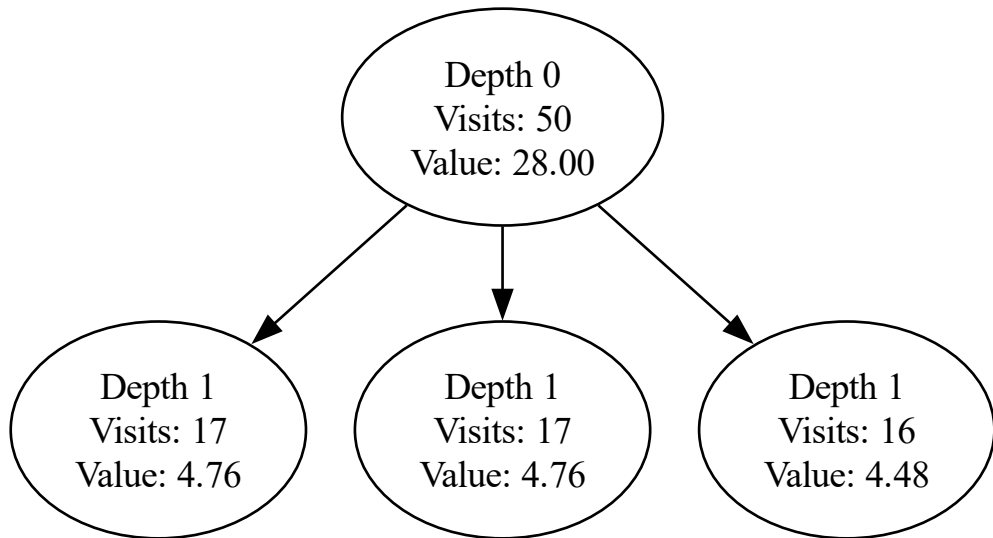 Depth 0
Visits: 50
Value: 28.00
Depth 1
Visits: 17
Value: 4.76
Depth 1
Visits: 17
Value: 4.76
Depth 1
Visits: 16
Value: 4.48